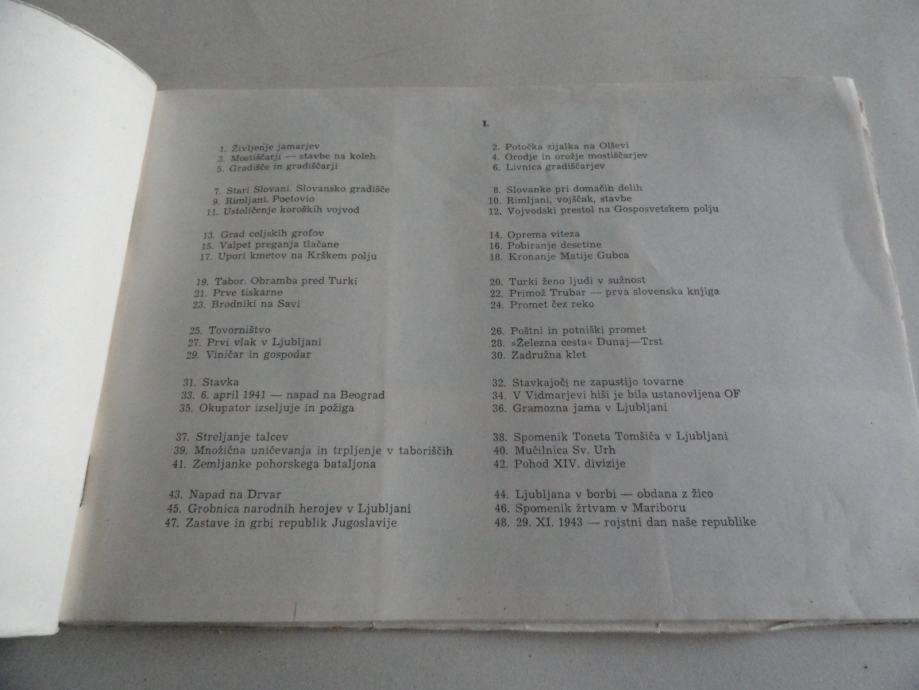 I.
1. Življenje jamarjev
2. Potočka zijalka na Olševi
3. Mostiščarji — stavbe na koleh
4. Orodje in orožje mostiščarjev
5. Gradišče in gradiščarji
6. Livnica gradiščarjev
7. Stari Slovani. Slovansko gradišče
8. Slovanke pri domačih delih
9. Rimljani. Poetovio
10. Rimljani, vojščak, stavbe
11. Ustoličenje koroških vojvod
12. Vojvodski prestol na Gosposvetskem polju
13. Grad celjskih grofov
14. Oprema viteza
15. Valpet preganja tlačane
16. Pobiranje desetine
17. Upori kmetov na Krškem polju
18. Kronanje Matije Gubca
19. Tabor. Obramba pred Turki
20. Turki ženo ljudi v sužnost
21. Prve tiskarne
22. Primož Trubar — prva slovenska knjiga
23. Brodniki na Savi
24. Promet čez reko
25. Tovorništvo
26. Poštni in potniški promet
27. Prvi vlak v Ljubljani
28. »Železna cesta« Dunaj—Trst
29. Viničar in gospodar
30. Zadružna klet
31. Stavka
32. Stavkajoči ne zapustijo tovarne
33. 6. april 1941 — napad na Beograd
34. V Vidmarjevi hiši je bila ustanovljena OF
35. Okupator izseljuje in požiga
36. Gramozna jama v Ljubljani
37. Streljanje talcev
38. Spomenik Toneta Tomšiča v Ljubljani
39. Množična uničevanja in trpljenje v taboriščih
40. Mučilnica Sv. Urh
41. Zemljanke pohorskega bataljona
42. Pohod XIV. divizije
43. Napad na Drvar
44. Ljubljana v borbi — obdana z žico
45. Grobnica narodnih herojev v Ljubljani
46. Spomenik žrtvam v Mariboru
47. Zastave in grbi republik Jugoslavije
48. 29. XI. 1943 — rojstni dan naše republike